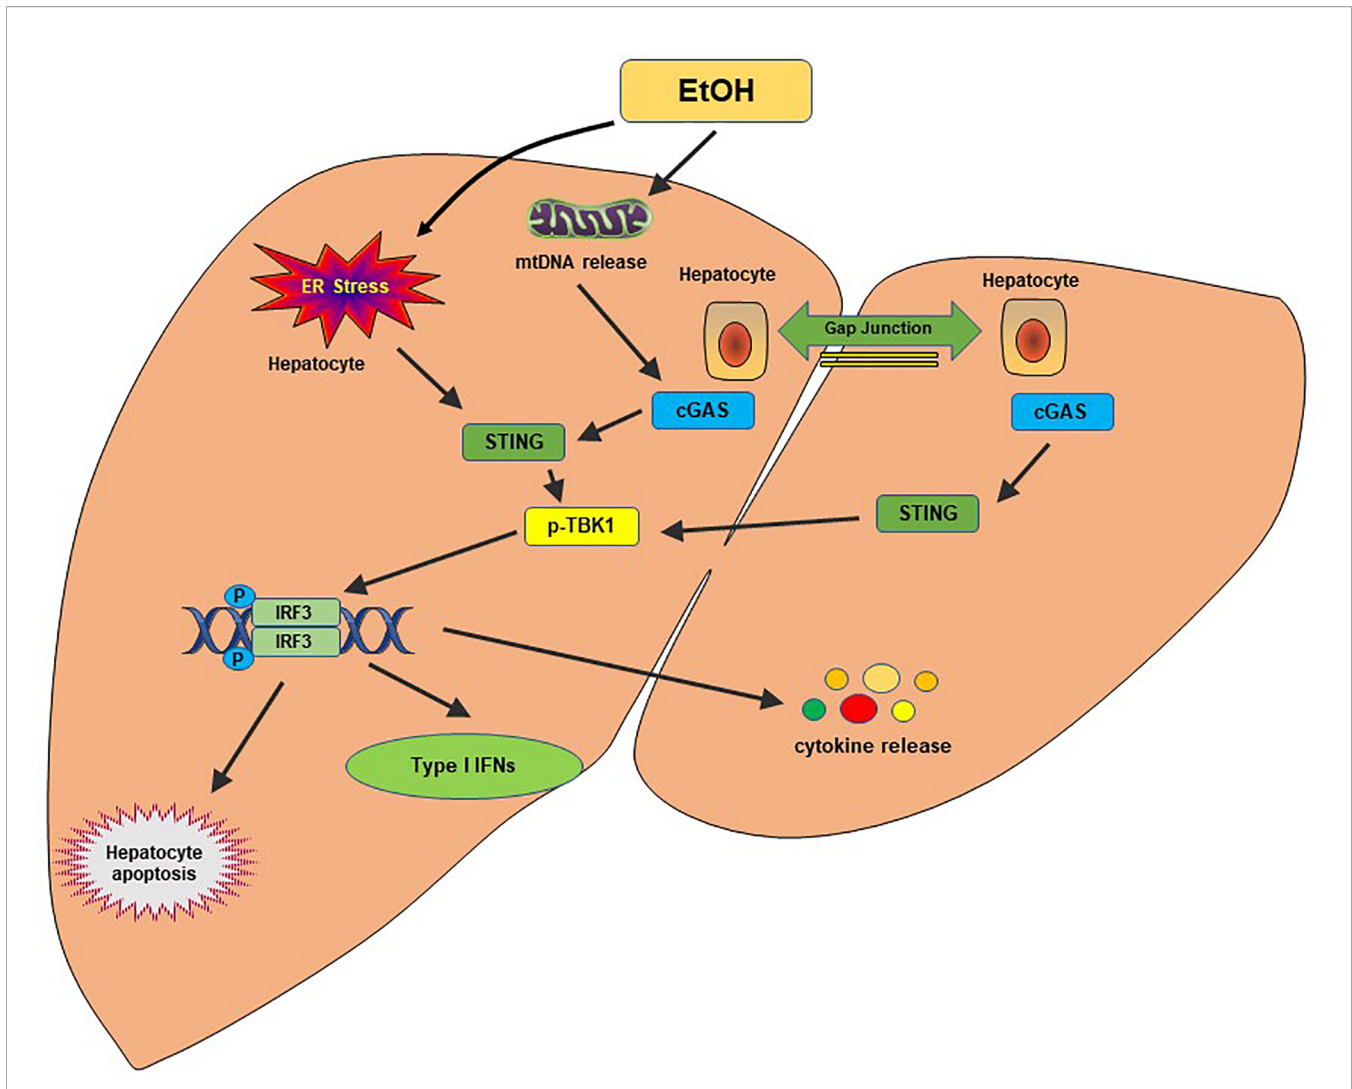 EtOH
mtDNA release
Hepatocyte
Hepatocyte
ER Stress
Gap Junction
Hepatocyte
cGAS
cGAS
STING
STING
p-TBK1
P
IRF3
IRF3
P
cytokine release
Type I IFNs
Hepatocyte
apoptosis